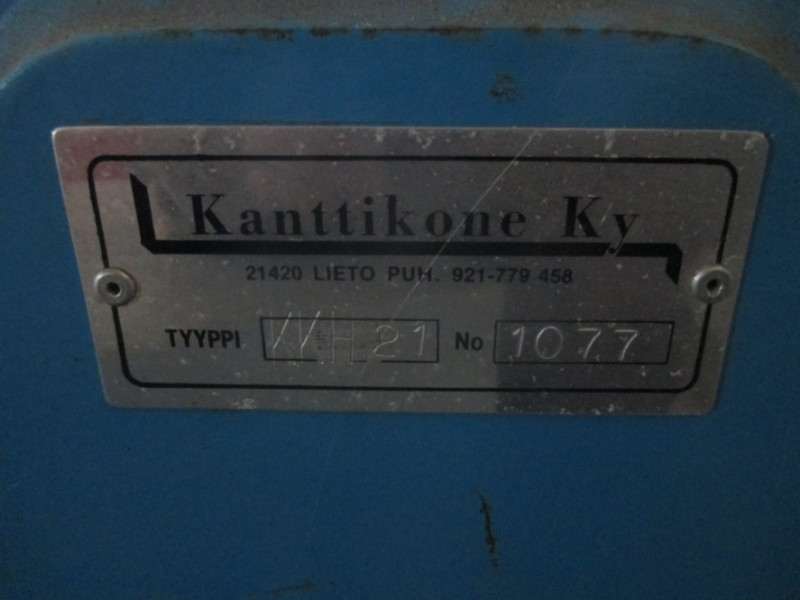 Kanttikone Ky
21420 LIETO PUH. 921-779 458
TYYPPI 21 No 1077